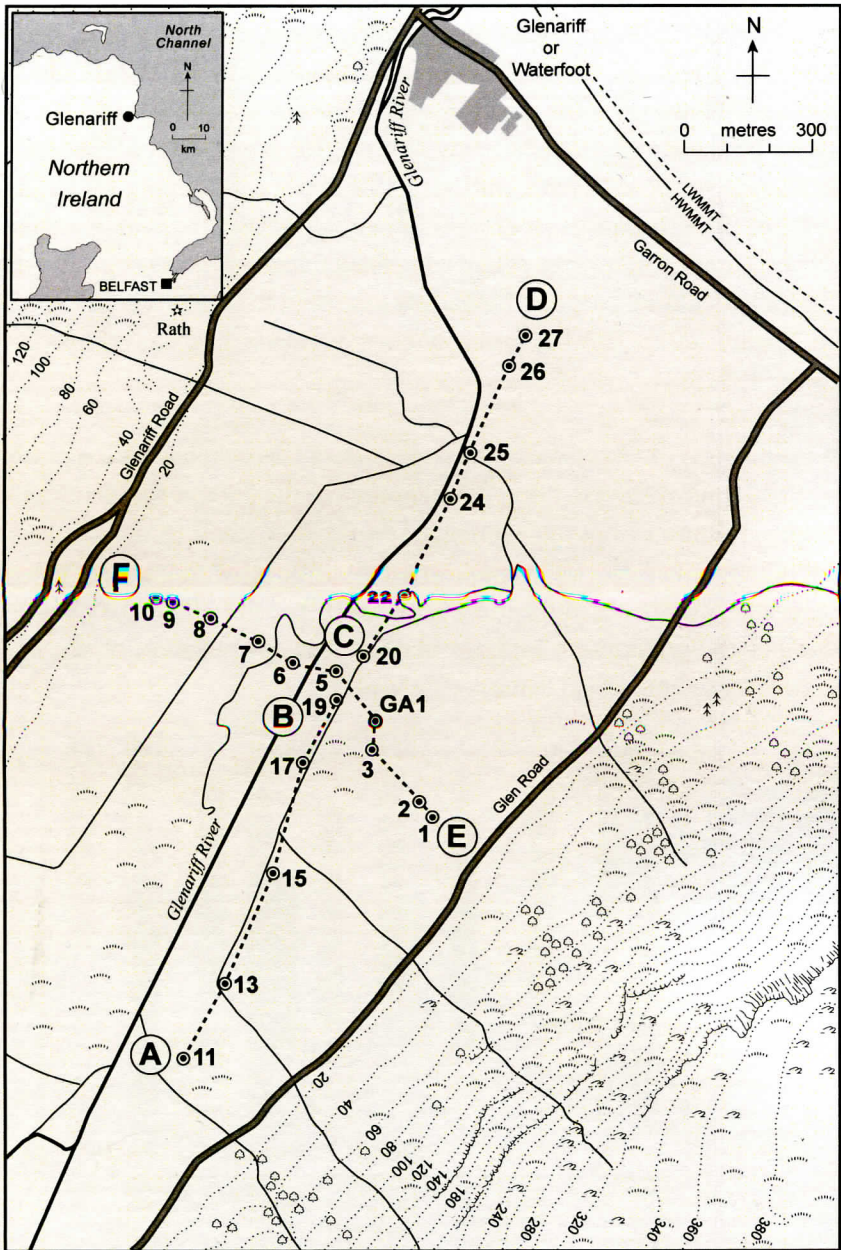 North
Channel
N
Glenariff
0 10
km
Northern
Ireland
BELFAST
Glenariff
or
Waterfoot
N
0 metres 300
Glenariff River
LWMMT
HWMMT
Garron Road
Rath
120
100
80
60
40
20
Glenariff Road
D
27
26
25
24
F
22
10
9
8
C
7
20
6
5
19
GA1
B
3
17
Glen Road
2
1
E
Glenariff River
15
13
A
11
20
40
60
80
100
120
140
180
240
280
320
340
360
380